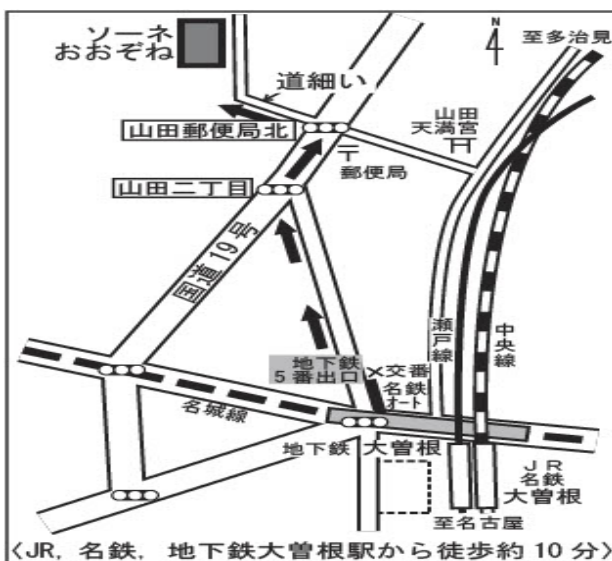 ソーネ
おおぞね
N
至多治見
道細い
山田
天満宮
山田郵便局北
〒
郵便局
山田二丁目
国道19号
瀬戸線
中央線
地下鉄
5番出口
交番
名鉄
オート
名城線
地下鉄 大曽根
JR
名鉄
大曽根
至名古屋
〈JR, 名鉄, 地下鉄大曽根駅から徒歩約10分〉